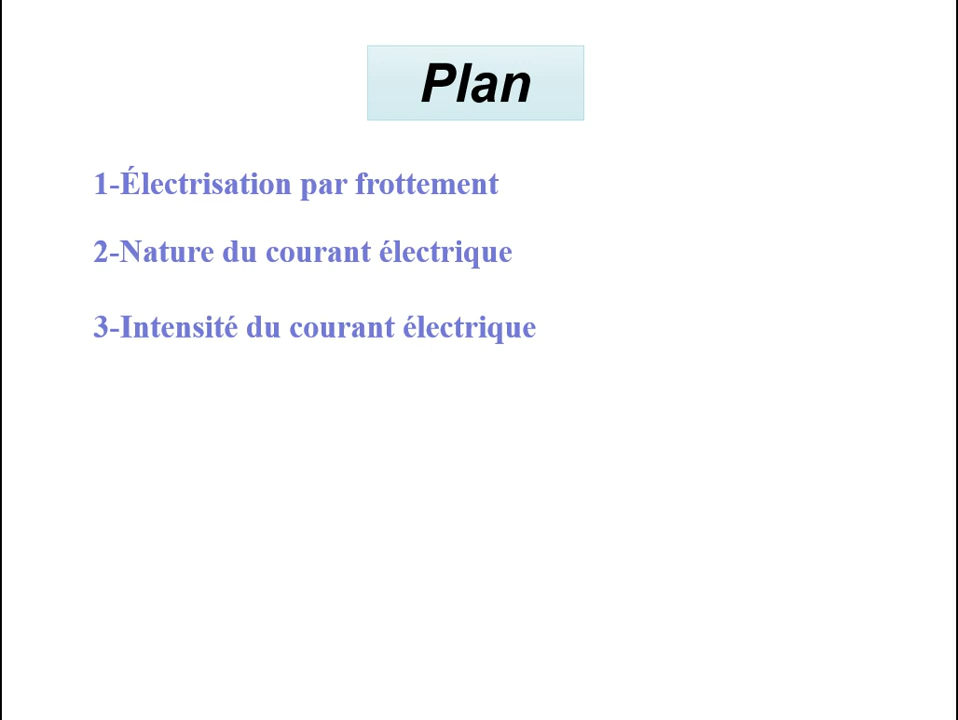 Plan
1-Électrisation par frottement
2-Nature du courant électrique
3-Intensité du courant électrique